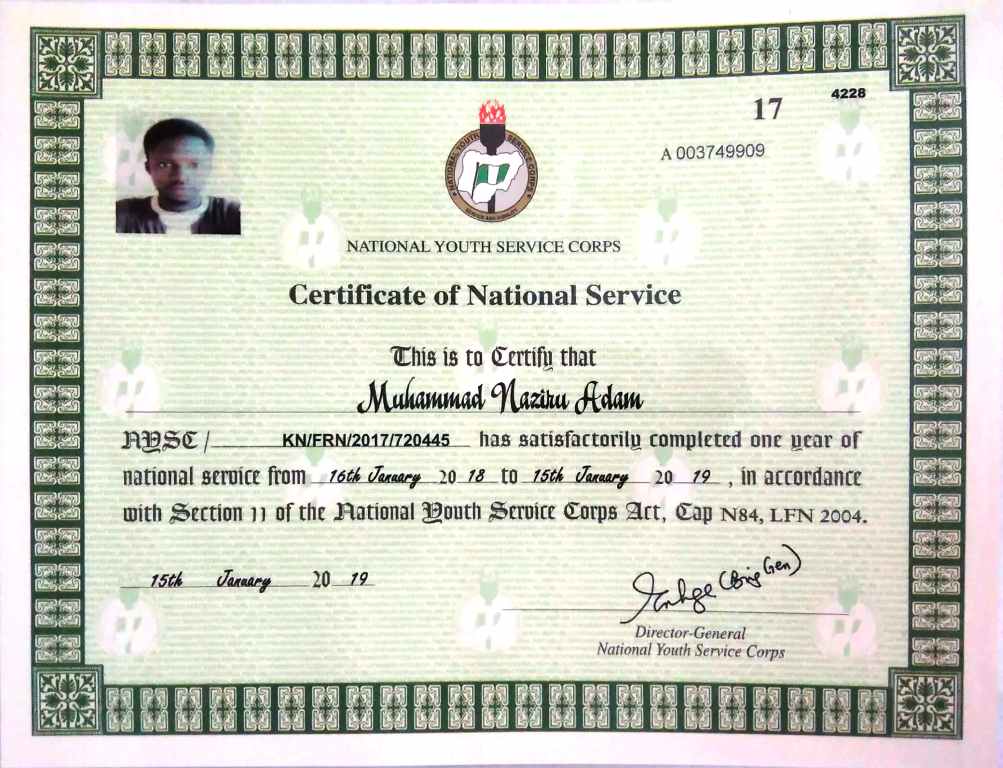 4228
17
A 003749909
NATIONAL YOUTH SERVICE CORPS
SERVICE AND HUMILITY
NATIONAL YOUTH SERVICE CORPS
Certificate of National Service
This is to Certify that
Muhammad Naziru Adam
NYSC/ KN/FRN/2017/720445 has satisfactorily completed one year of
national service from 16th January 20 18 to 15th January 20 19, in accordance
with Section 11 of the National Youth Service Corps Act, Cap N84, LFN 2004.
15th January 20 19
(Brig Gen)
Director-General
National Youth Service Corps